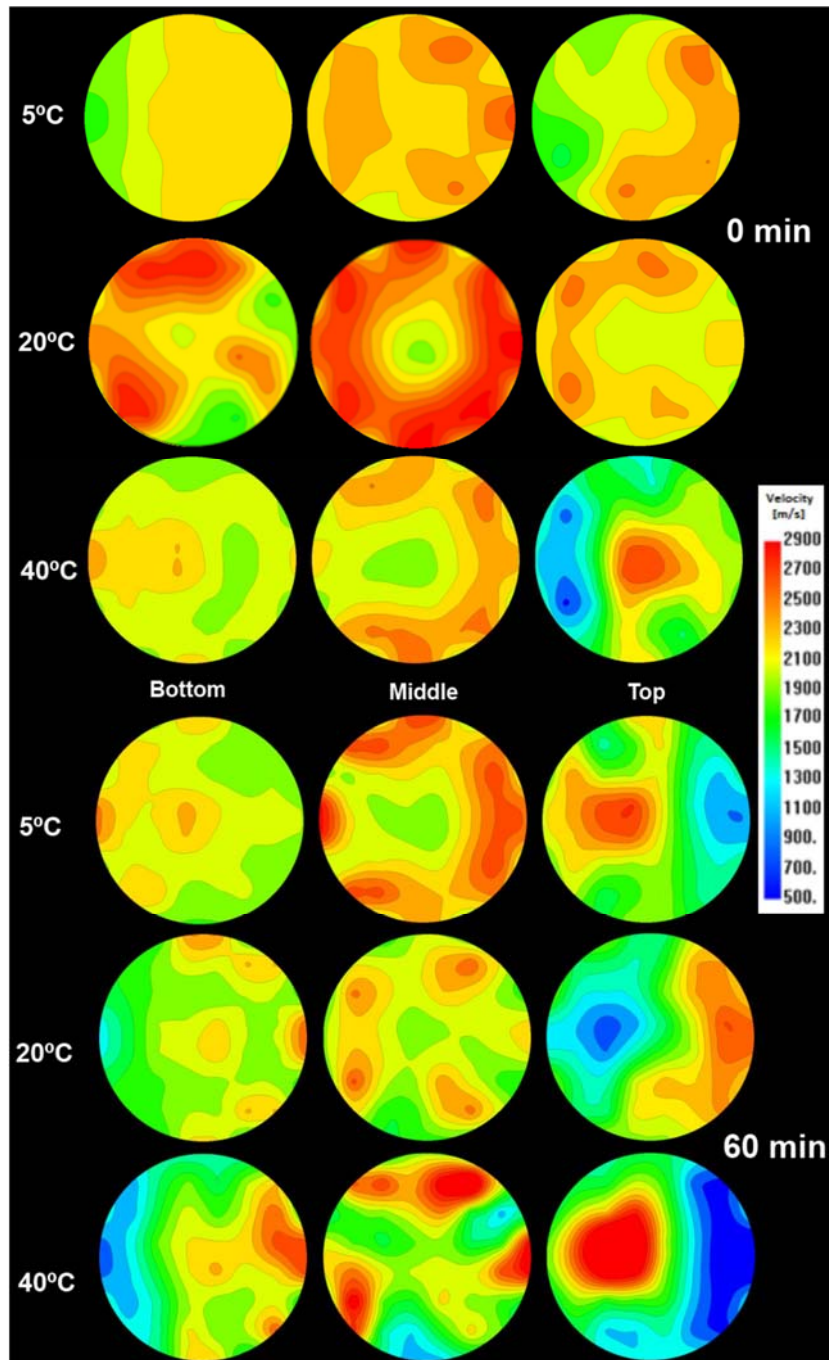 5ºC
0 min
20ºC
40ºC
Velocity
[m/s]
2900
2700
2500
2300
2100
1900
1700
1500
1300
1100
900.
700.
500.
Bottom
Middle
Top
5ºC
20ºC
60 min
40ºC